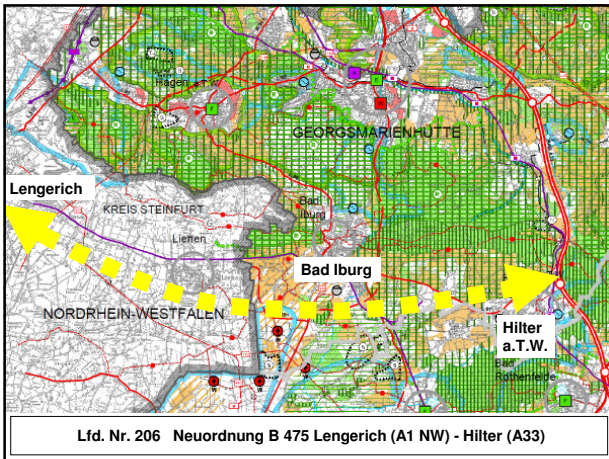 Hagen
GEORGSMARIENHÜTTE
Lengerich
KREIS STEINFURT
Bad
Iburg
Lienen
Bad Iburg
NORDRHEIN-WESTFALEN
Hilter
a.T.W.
Bad
Rothenfelde
Lfd. Nr. 206 Neuordnung B 475 Lengerich (A1 NW) - Hilter (A33)